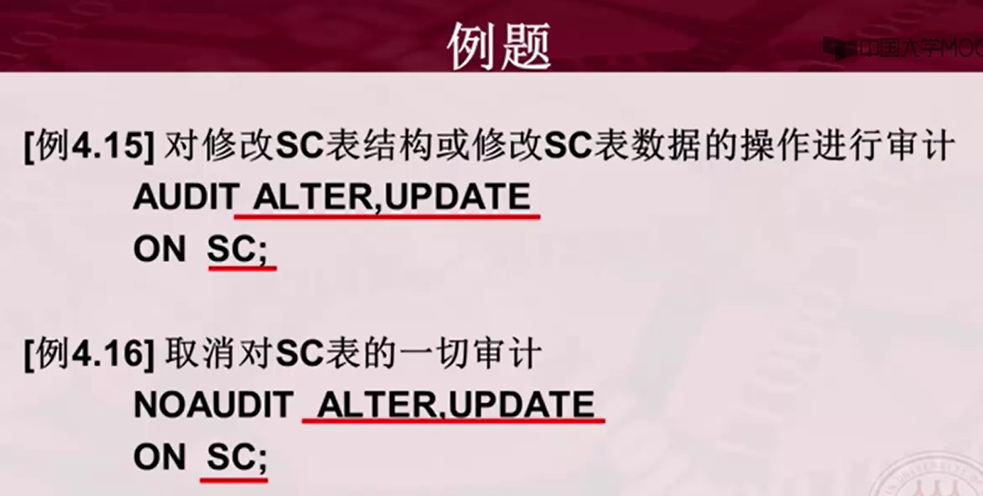 例题
中国大学MOO
[例4.15] 对修改SC表结构或修改SC表数据的操作进行审计
AUDIT ALTER,UPDATE
ON SC;
[例4.16] 取消对SC表的一切审计
NOAUDIT ALTER,UPDATE
ON SC;